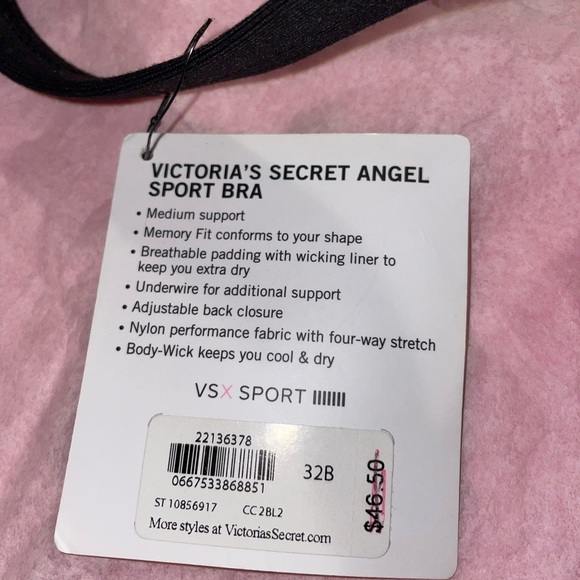 VICTORIA'S SECRET ANGEL
SPORT BRA
• Medium support
• Memory Fit conforms to your shape
• Breathable padding with wicking liner to
keep you extra dry
• Underwire for additional support
• Adjustable back closure
• Nylon performance fabric with four-way stretch
• Body-Wick keeps you cool & dry
VSX SPORT
22136378
0667533868851
32B
$46.50
ST 10856917 CC 2BL2
More styles at VictoriasSecret.com